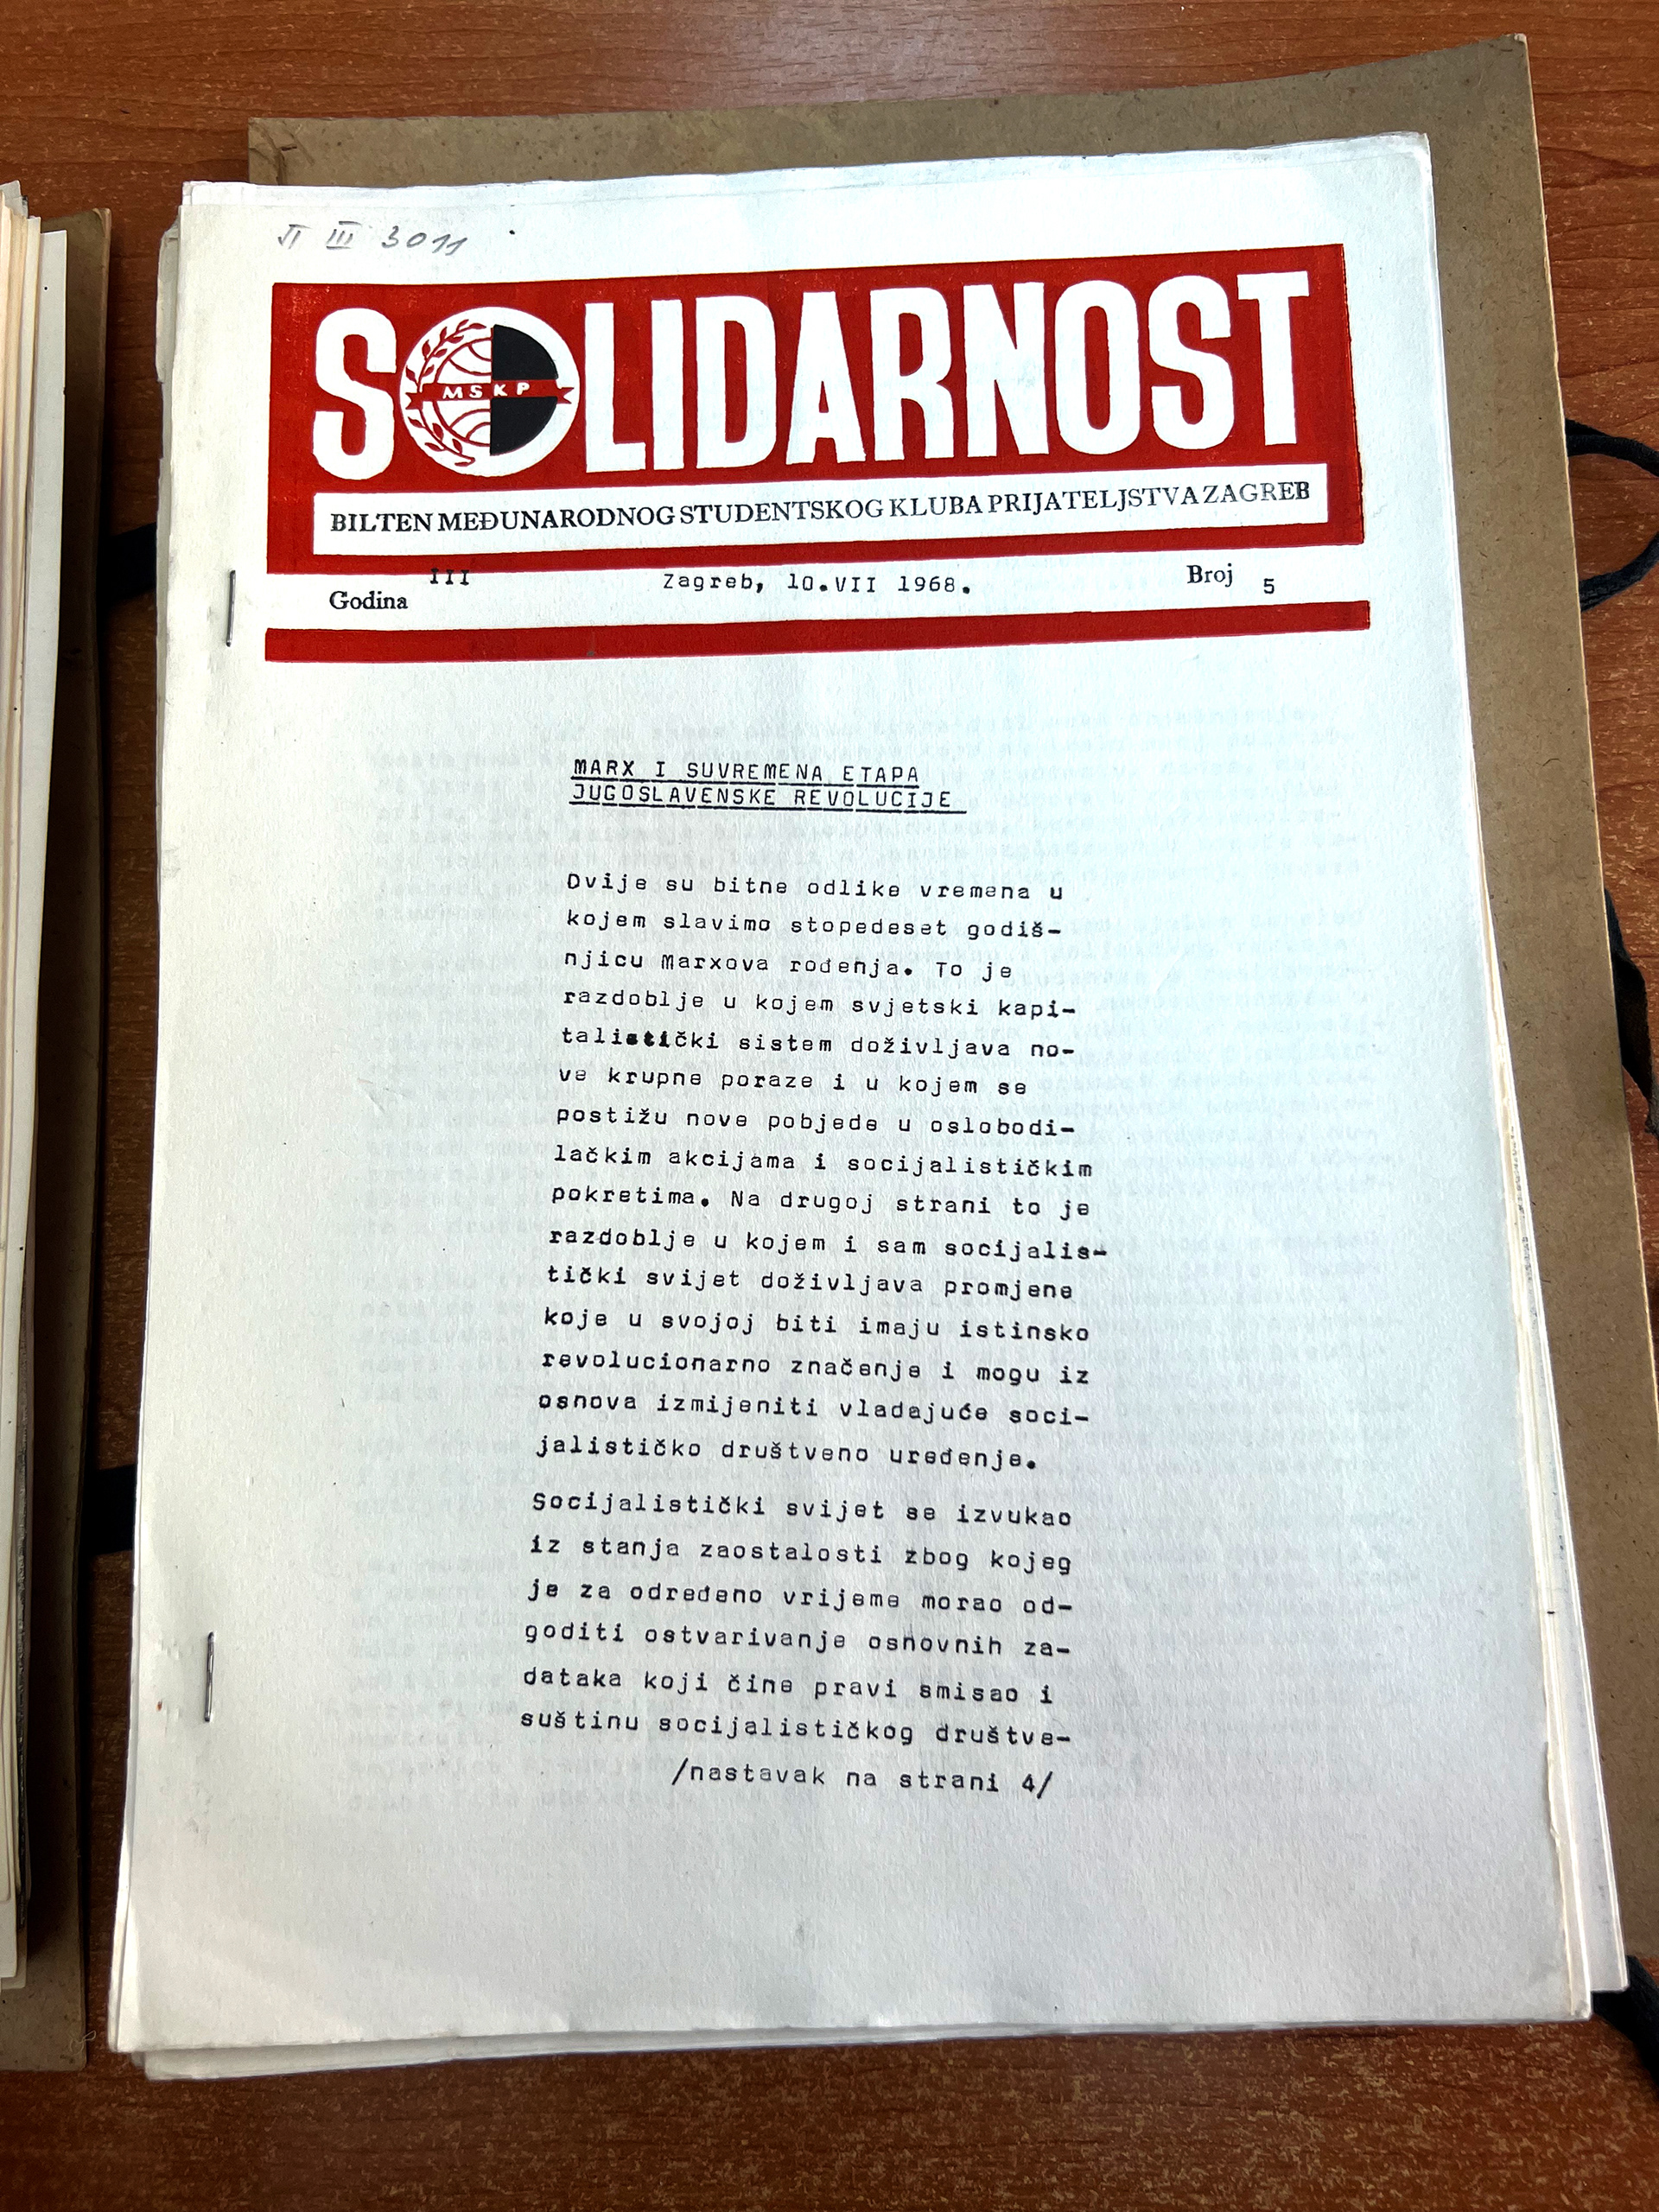 II III 3011
SOLIDARNOST
MSKP
BILTEN MEĐUNARODNOG STUDENTSKOG KLUBA PRIJATELJSTVA ZAGREB
Godina III Zagreb, 10.VII 1968. Broj 5
MARX I SUVREMENA ETAPA
JUGOSLAVENSKE REVOLUCIJE
Dvije su bitne odlike vremena u
kojem slavimo stopedeset godiš-
njicu Marxova rođenja. To je
razdoblje u kojem svjetski kapi-
talistički sistem doživljava no-
ve krupne poraze i u kojem se
postižu nove pobjede u oslobodi-
lačkim akcijama i socijalističkim
pokretima. Na drugoj strani to je
razdoblje u kojem i sam socijalis-
tički svijet doživljava promjene
koje u svojoj biti imaju istinsko
revolucionarno značenje i mogu iz
osnova izmijeniti vladajuće soci-
jalističko društveno uređenje.
Socijalistički svijet se izvukao
iz stanja zaostalosti zbog kojeg
je za određeno vrijeme morao od-
goditi ostvarivanje osnovnih za-
dataka koji čine pravi smisao i
suštinu socijalističkog društve-
/nastavak na strani 4/